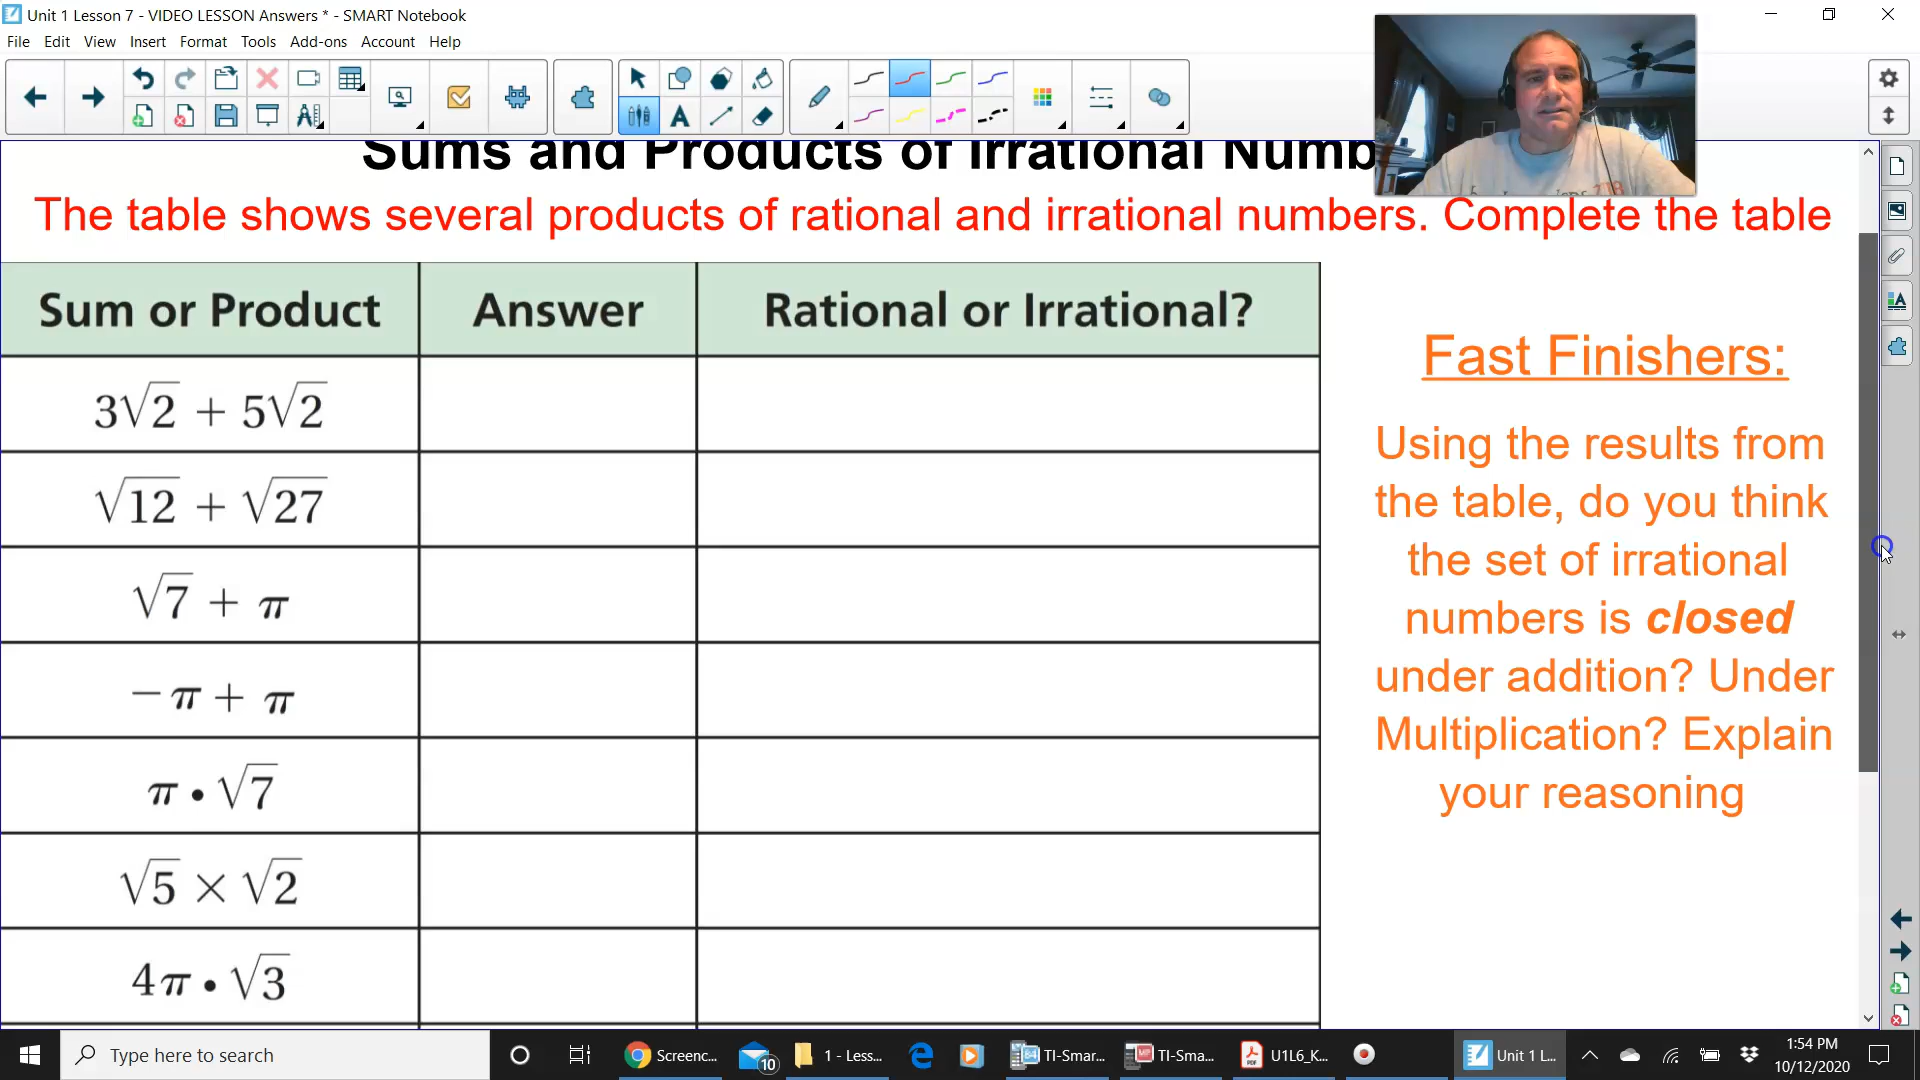 Unit 1 Lesson 7 - VIDEO LESSON Answers * - SMART Notebook
File Edit View Insert Format Tools Add-ons Account Help
Sums and Products of Irrational Numb
The table shows several products of rational and irrational numbers. Complete the table
Sum or Product Answer Rational or Irrational?
3√2 + 5√2
√12 + √27
√7 + π
−π + π
π • √7
√5 × √2
4π • √3
Fast Finishers:
Using the results from
the table, do you think
the set of irrational
numbers is closed
under addition? Under
Multiplication? Explain
your reasoning
Type here to search
Screenc...
10
1 - Less...
TI-Smar...
TI-Sma...
U1L6_K...
Unit 1 L...
1:54 PM
10/12/2020